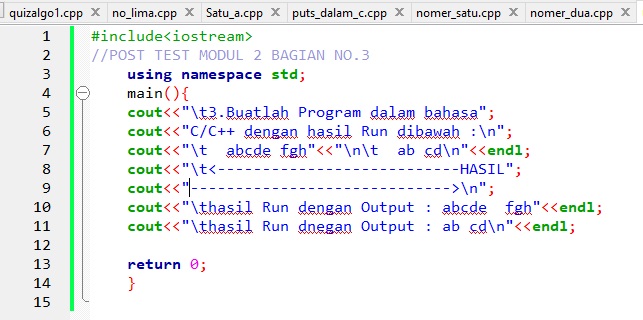 quizalgo1.cpp no_lima.cpp Satu_a.cpp puts_dalam_c.cpp nomer_satu.cpp nomer_dua.cpp
1 #include<iostream>
2 //POST TEST MODUL 2 BAGIAN NO.3
3 using namespace std;
4 main(){
5 cout<<"\t3.Buatlah Program dalam bahasa";
6 cout<<"C/C++ dengan hasil Run dibawah :\n";
7 cout<<"\t  abcde fgh"<<"\n\t  ab cd\n"<<endl;
8 cout<<"\t<---------------------------HASIL";
9 cout<<"----------------------------->\n";
10 cout<<"\thasil Run dengan Output : abcde  fgh"<<endl;
11 cout<<"\thasil Run dnegan Output : ab cd\n"<<endl;
12
13 return 0;
14 }
15